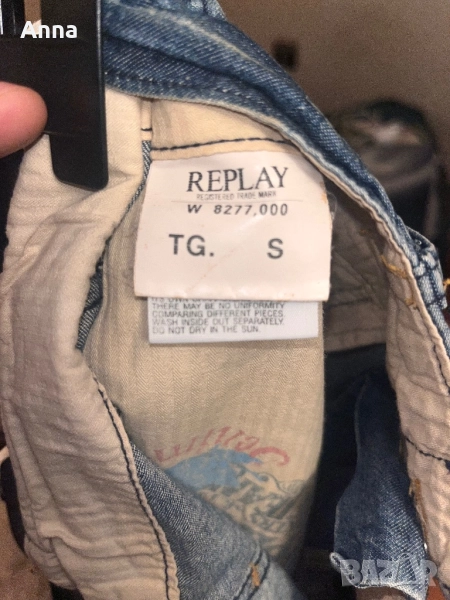 Anna
REPLAY
REGISTERED TRADE MARK
W 8277,000
TG. S
THERE MAY BE NO UNIFORMITY
COMPARING DIFFERENT PIECES.
WASH INSIDE OUT SEPARATELY.
DO NOT DRY IN THE SUN.
bazar